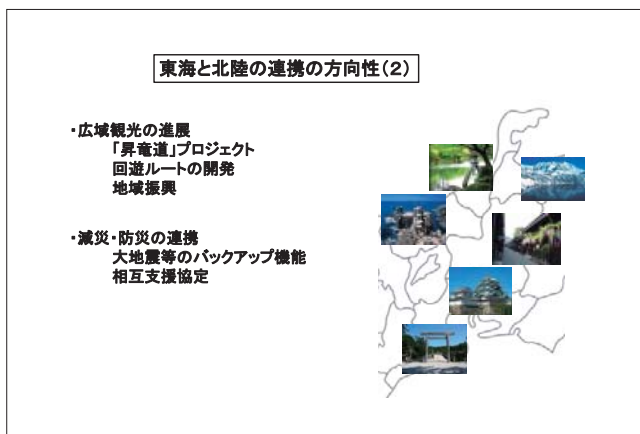 東海と北陸の連携の方向性(2)
・広域観光の進展
「昇竜道」プロジェクト
回遊ルートの開発
地域振興
・減災・防災の連携
大地震等のバックアップ機能
相互支援協定